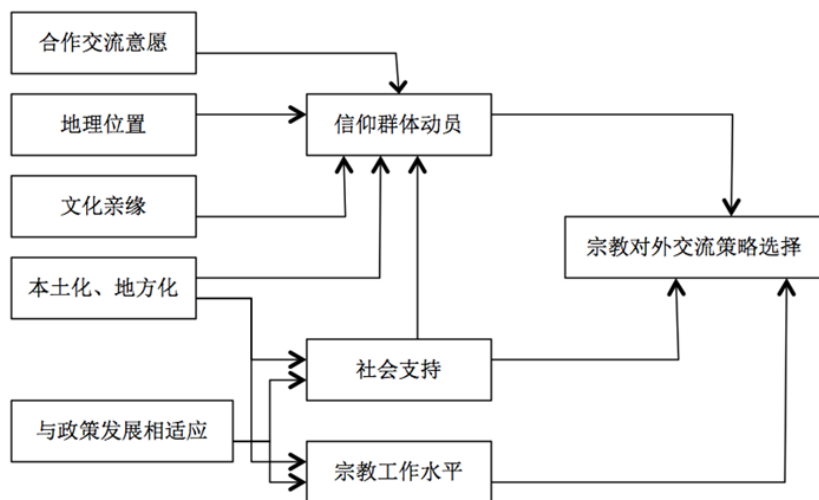 合作交流意愿
地理位置
信仰群体动员
文化亲缘
宗教对外交流策略选择
本土化、地方化
社会支持
与政策发展相适应
宗教工作水平